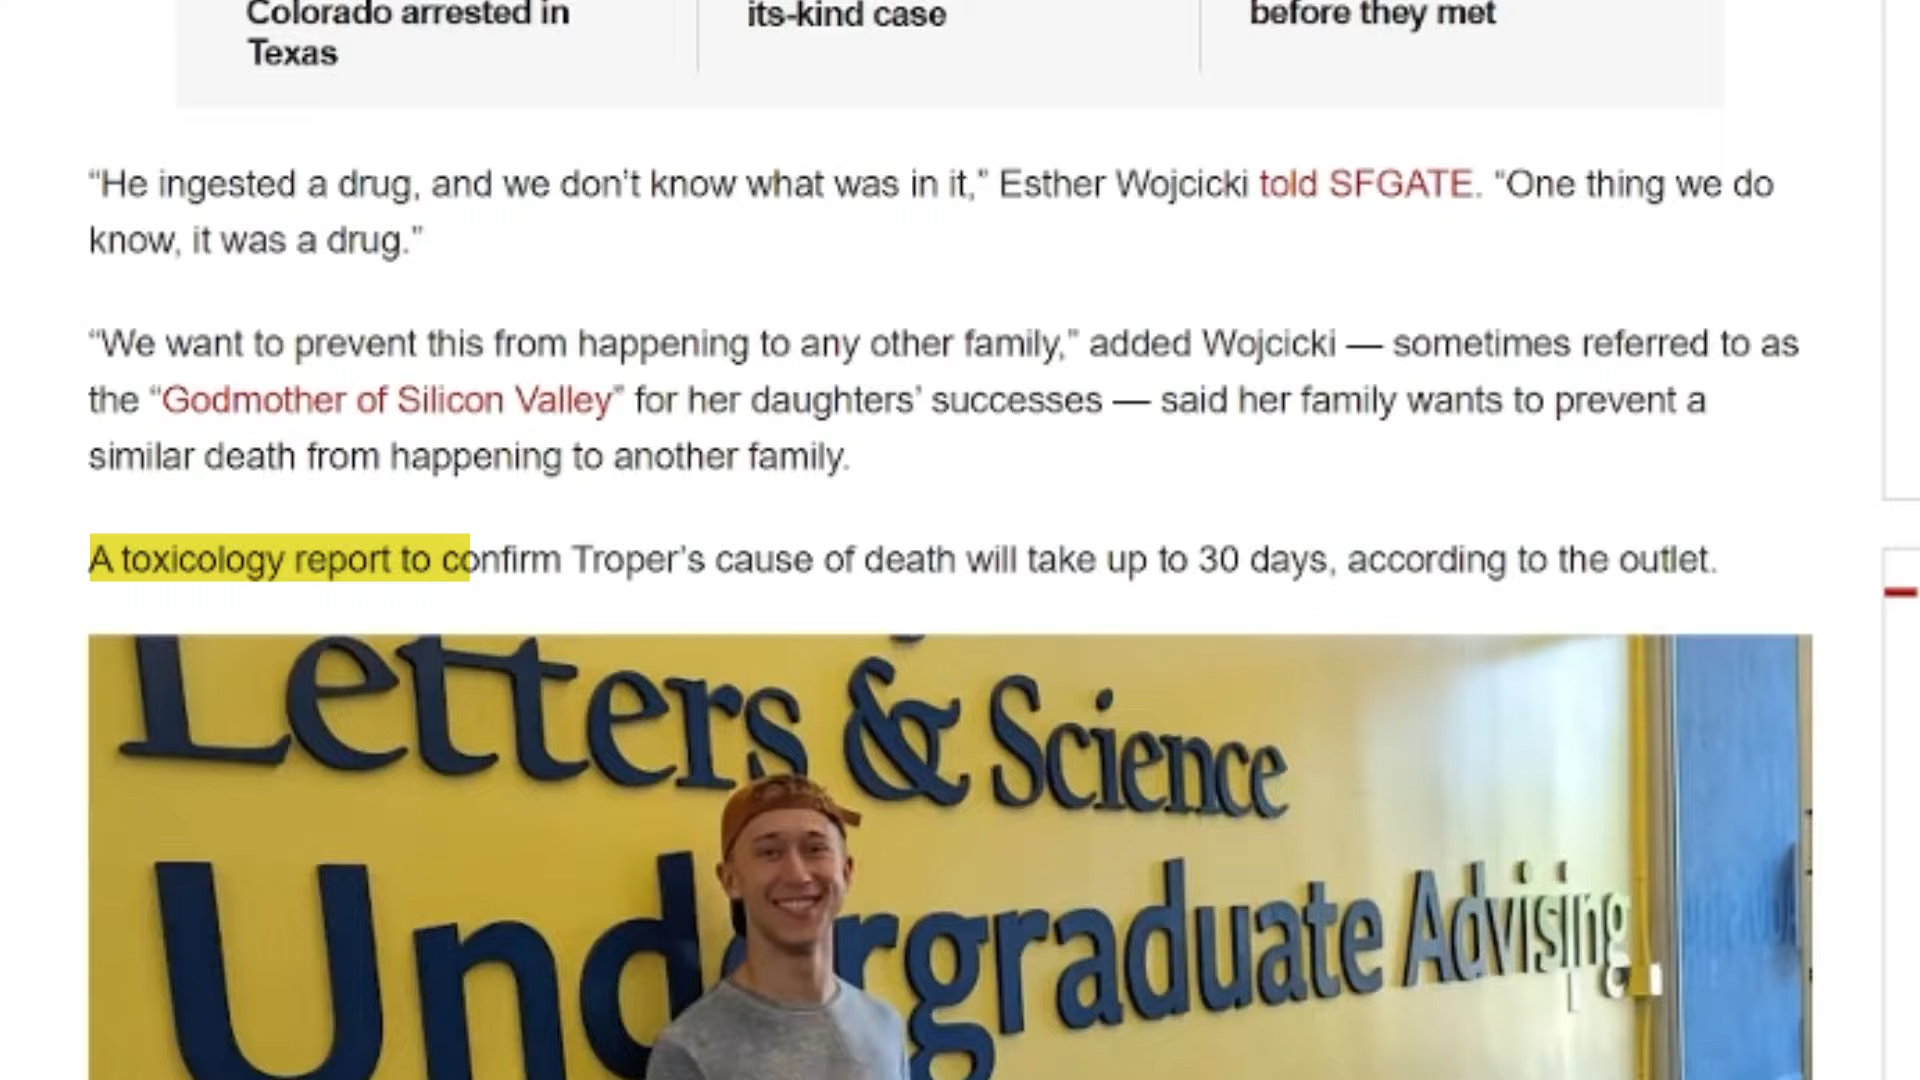 Colorado arrested in
Texas
its-kind case
before they met
“He ingested a drug, and we don’t know what was in it,” Esther Wojcicki told SFGATE. “One thing we do
know, it was a drug.”
“We want to prevent this from happening to any other family,” added Wojcicki — sometimes referred to as
the “Godmother of Silicon Valley” for her daughters’ successes — said her family wants to prevent a
similar death from happening to another family.
A toxicology report to confirm Troper’s cause of death will take up to 30 days, according to the outlet.
Letters & Science
Undergraduate Advising